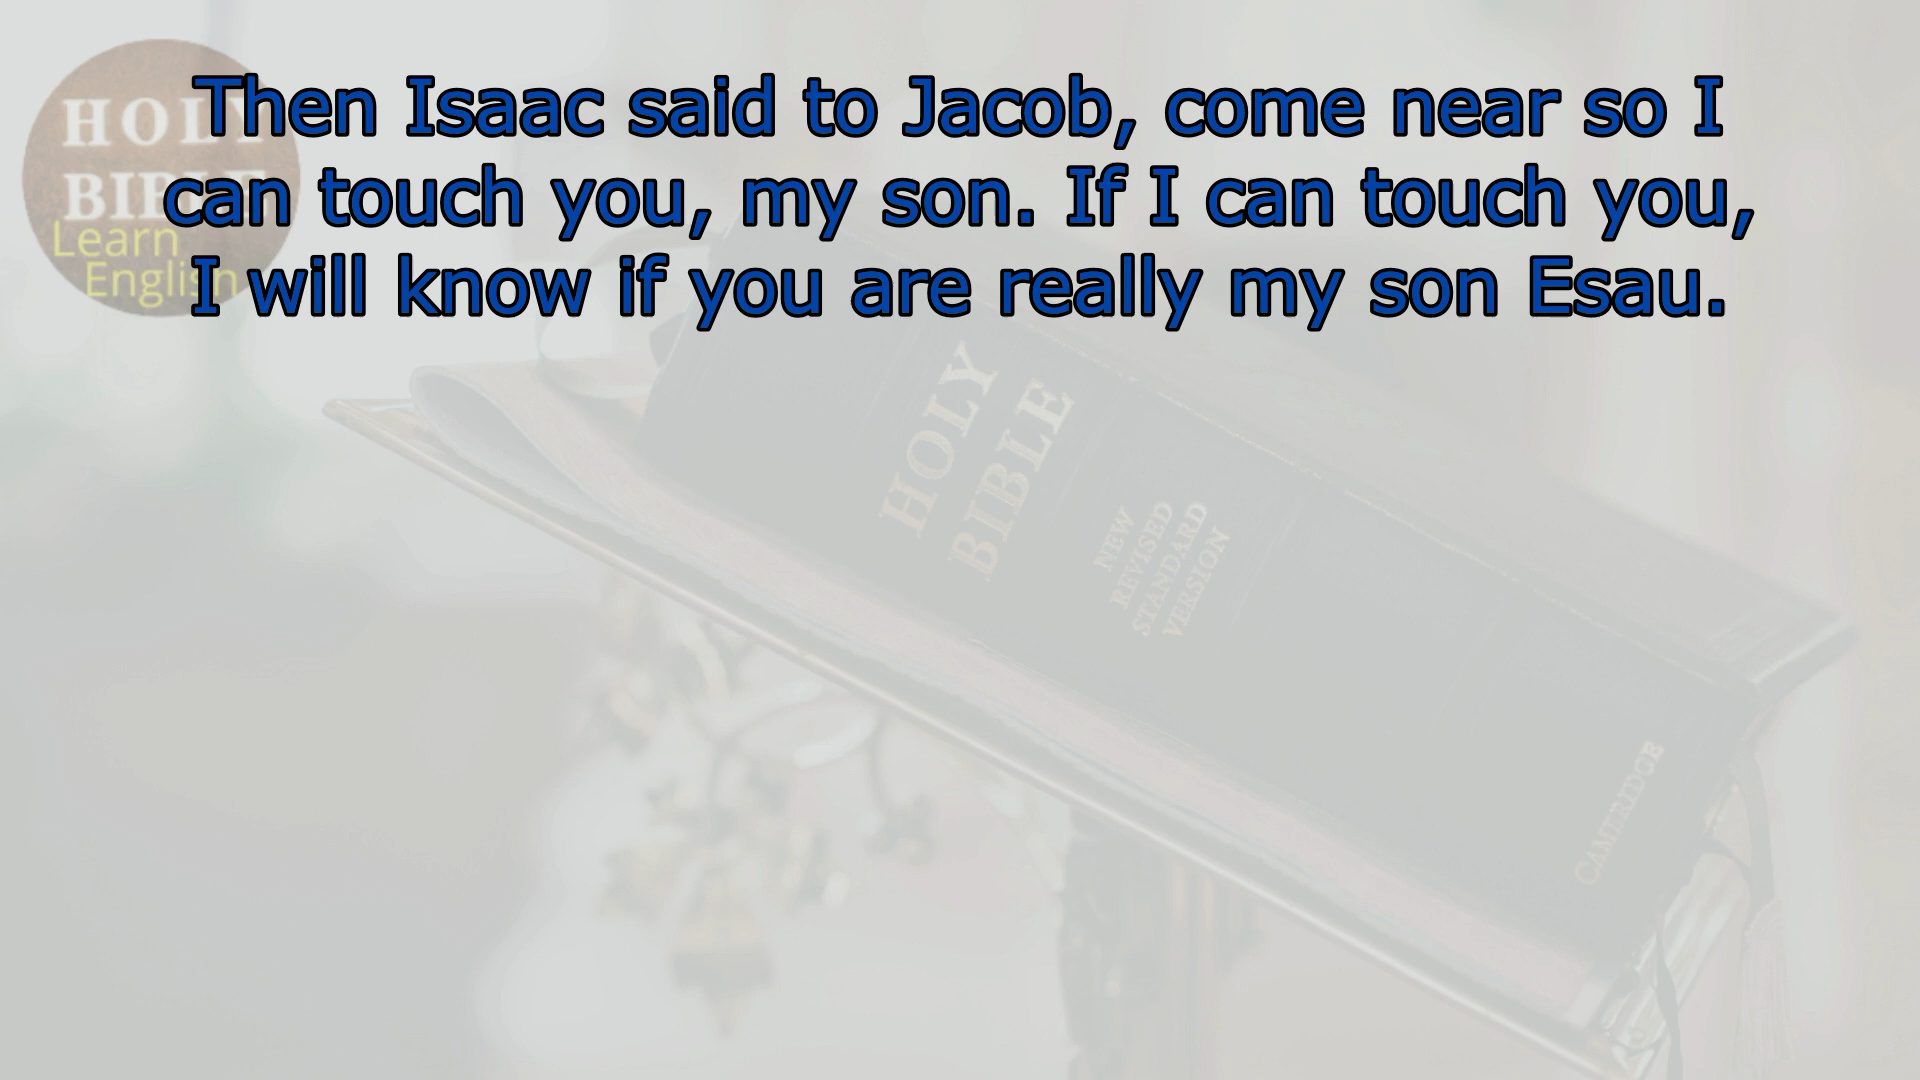 Then Isaac said to Jacob, come near so I
can touch you, my son. If I can touch you,
I will know if you are really my son Esau.
HOLY
BIBLE
Learn
English
HOLY
BIBLE
NEW
REVISED
STANDARD
VERSION
CAMBRIDGE